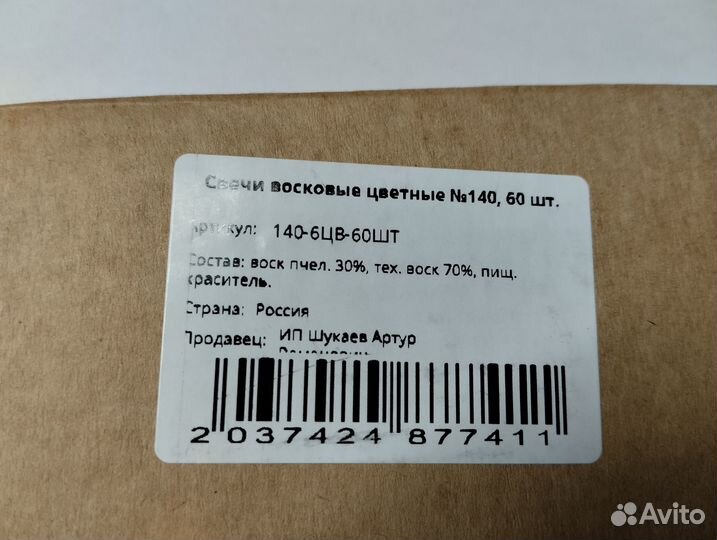 Свечи восковые цветные №140, 60 шт.
Артикул: 140-6ЦВ-60ШТ
Состав: воск пчел. 30%, тех. воск 70%, пищ.
краситель.
Страна: Россия
Продавец: ИП Шукаев Артур
2 037424 877411
Avito